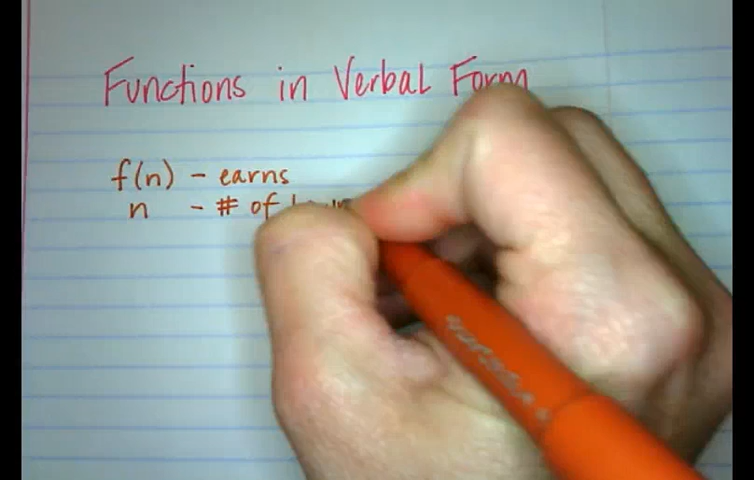 Functions in Verbal Form
f(n) - earns
n - # of